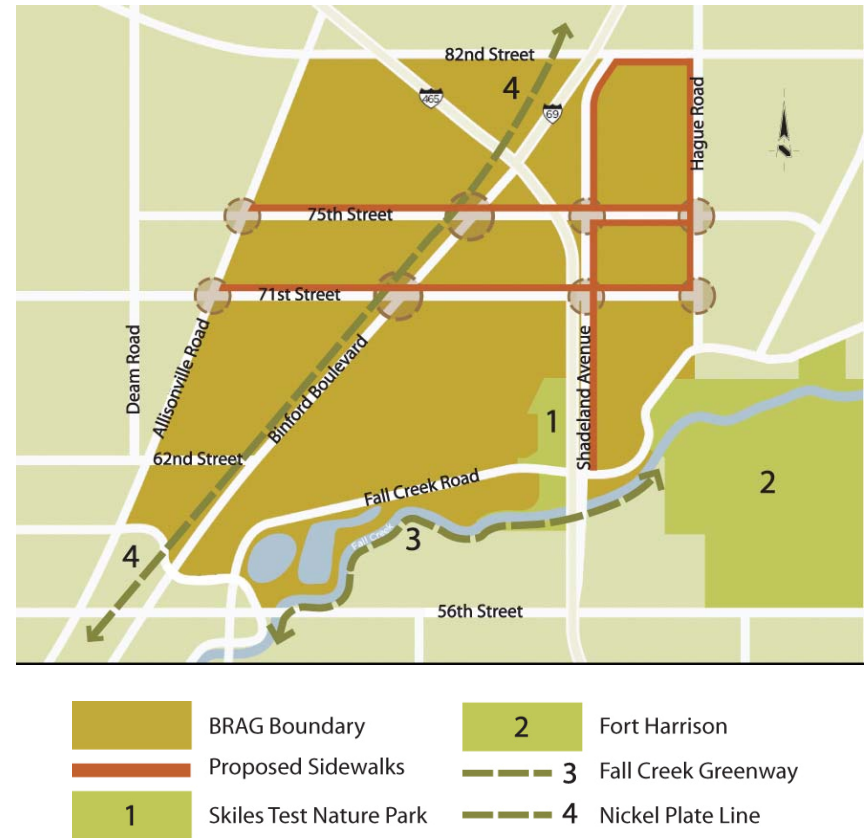 82nd Street
4
465
69
Hague Road
75th Street
71st Street
Deam Road
Allisonville Road
Binford Boulevard
Shadeland Avenue
1
2
62nd Street
Fall Creek Road
Fall Creek
3
4
56th Street
BRAG Boundary
2 Fort Harrison
Proposed Sidewalks
3 Fall Creek Greenway
1 Skiles Test Nature Park
4 Nickel Plate Line